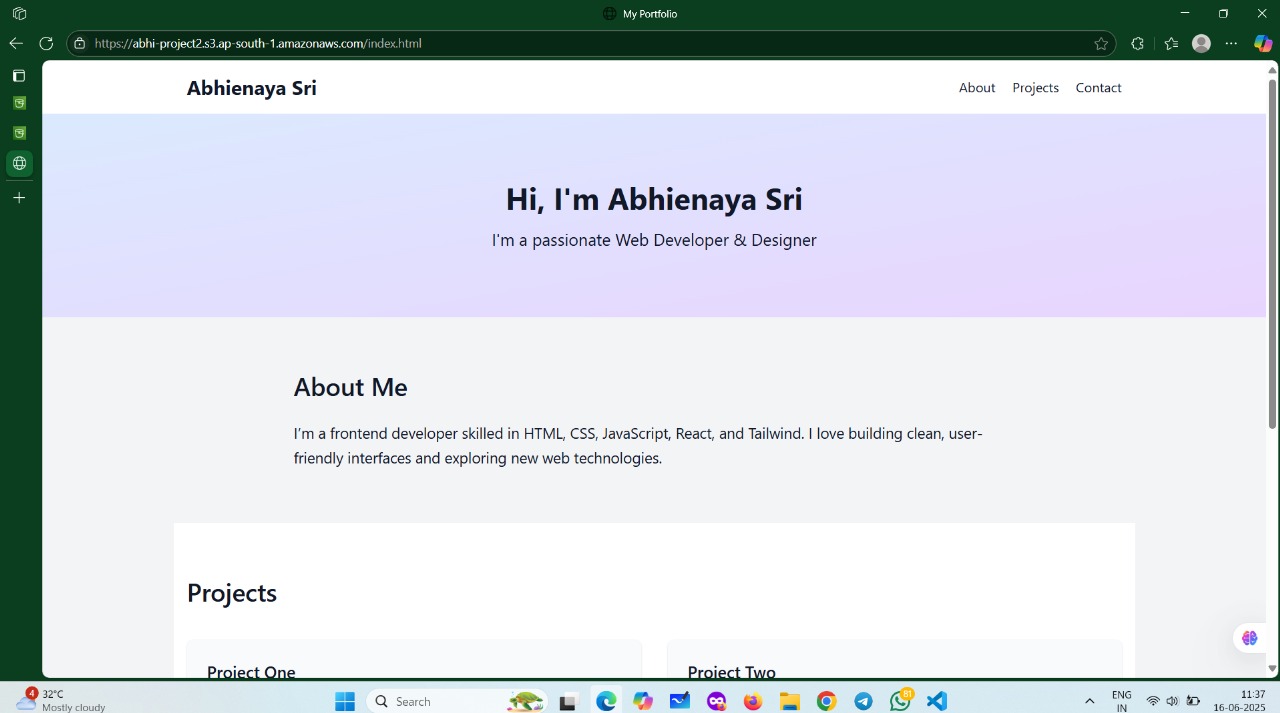 My Portfolio
https://abhi-project2.s3.ap-south-1.amazonaws.com/index.html
Abhienaya Sri
About Projects Contact
Hi, I'm Abhienaya Sri
I'm a passionate Web Developer & Designer
About Me
I’m a frontend developer skilled in HTML, CSS, JavaScript, React, and Tailwind. I love building clean, user-
friendly interfaces and exploring new web technologies.
Projects
Project One
Project Two
4
32°C
Mostly cloudy
Search
81
ENG
IN
11:37
16-06-2025